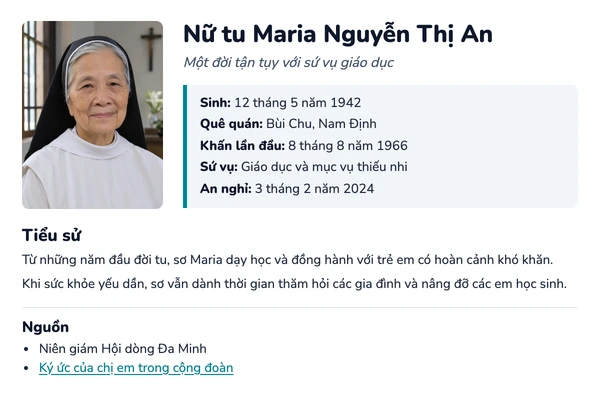 Nữ tu Maria Nguyễn Thị An
Một đời tận tụy với sứ vụ giáo dục
Sinh: 12 tháng 5 năm 1942
Quê quán: Bùi Chu, Nam Định
Khấn lần đầu: 8 tháng 8 năm 1966
Sứ vụ: Giáo dục và mục vụ thiếu nhi
An nghỉ: 3 tháng 2 năm 2024
Tiểu sử
Từ những năm đầu đời tu, sơ Maria dạy học và đồng hành với trẻ em có hoàn cảnh khó khăn.
Khi sức khỏe yếu dần, sơ vẫn dành thời gian thăm hỏi các gia đình và nâng đỡ các em học sinh.
Nguồn
• Niên giám Hội dòng Đa Minh
• Ký ức của chị em trong cộng đoàn